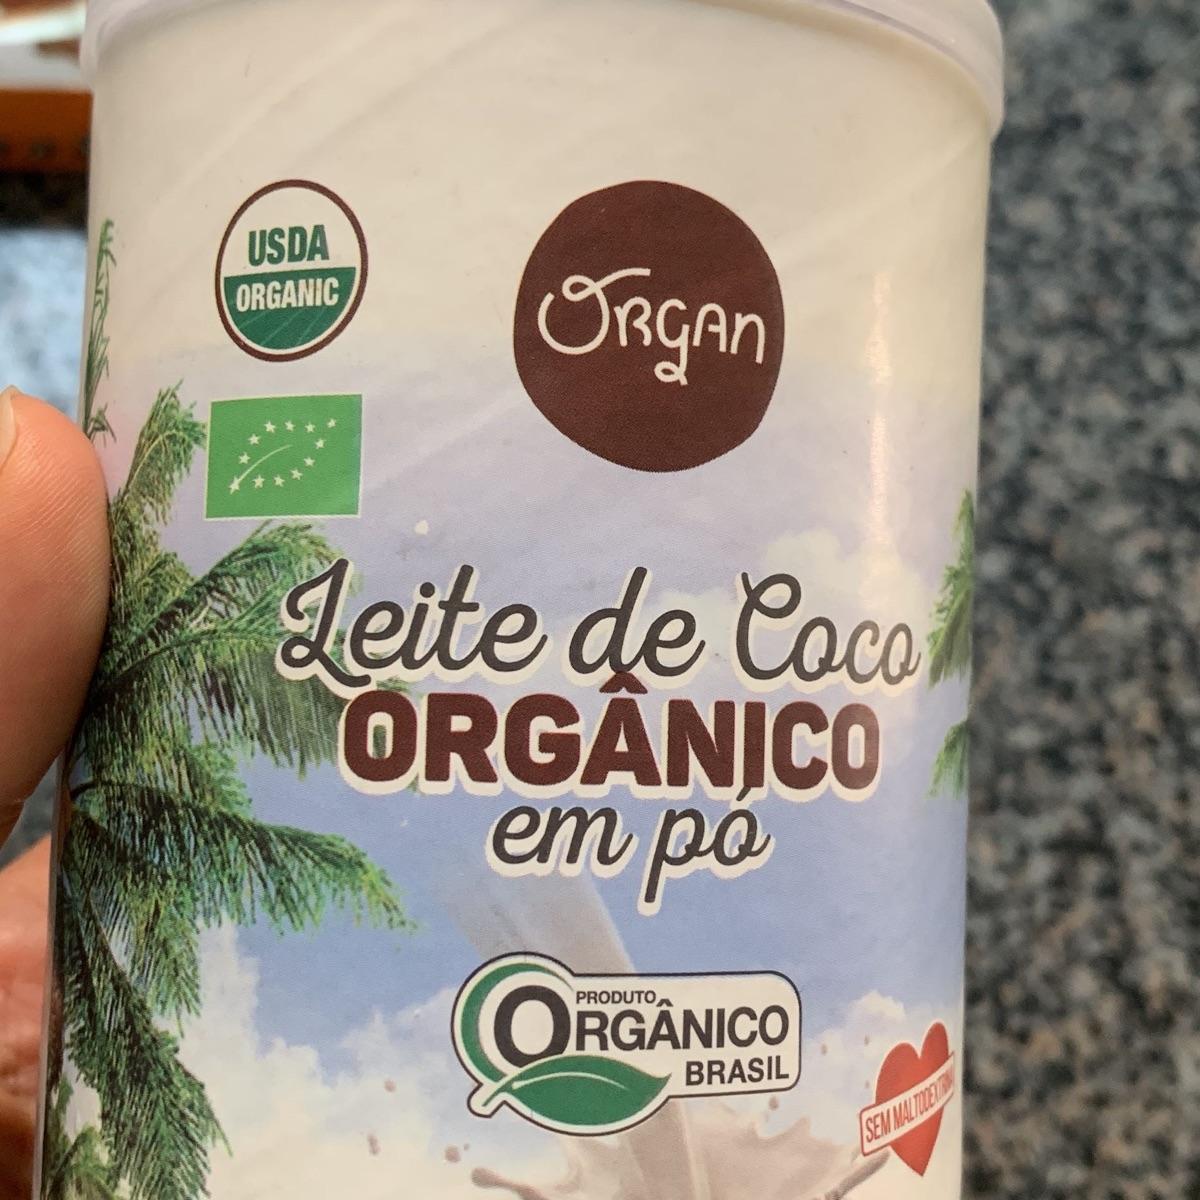 USDA
ORGANIC
ORGAN
Leite de Coco
ORGÂNICO
em pó
PRODUTO
ORGÂNICO
BRASIL
SEM MALTODEXTRINA